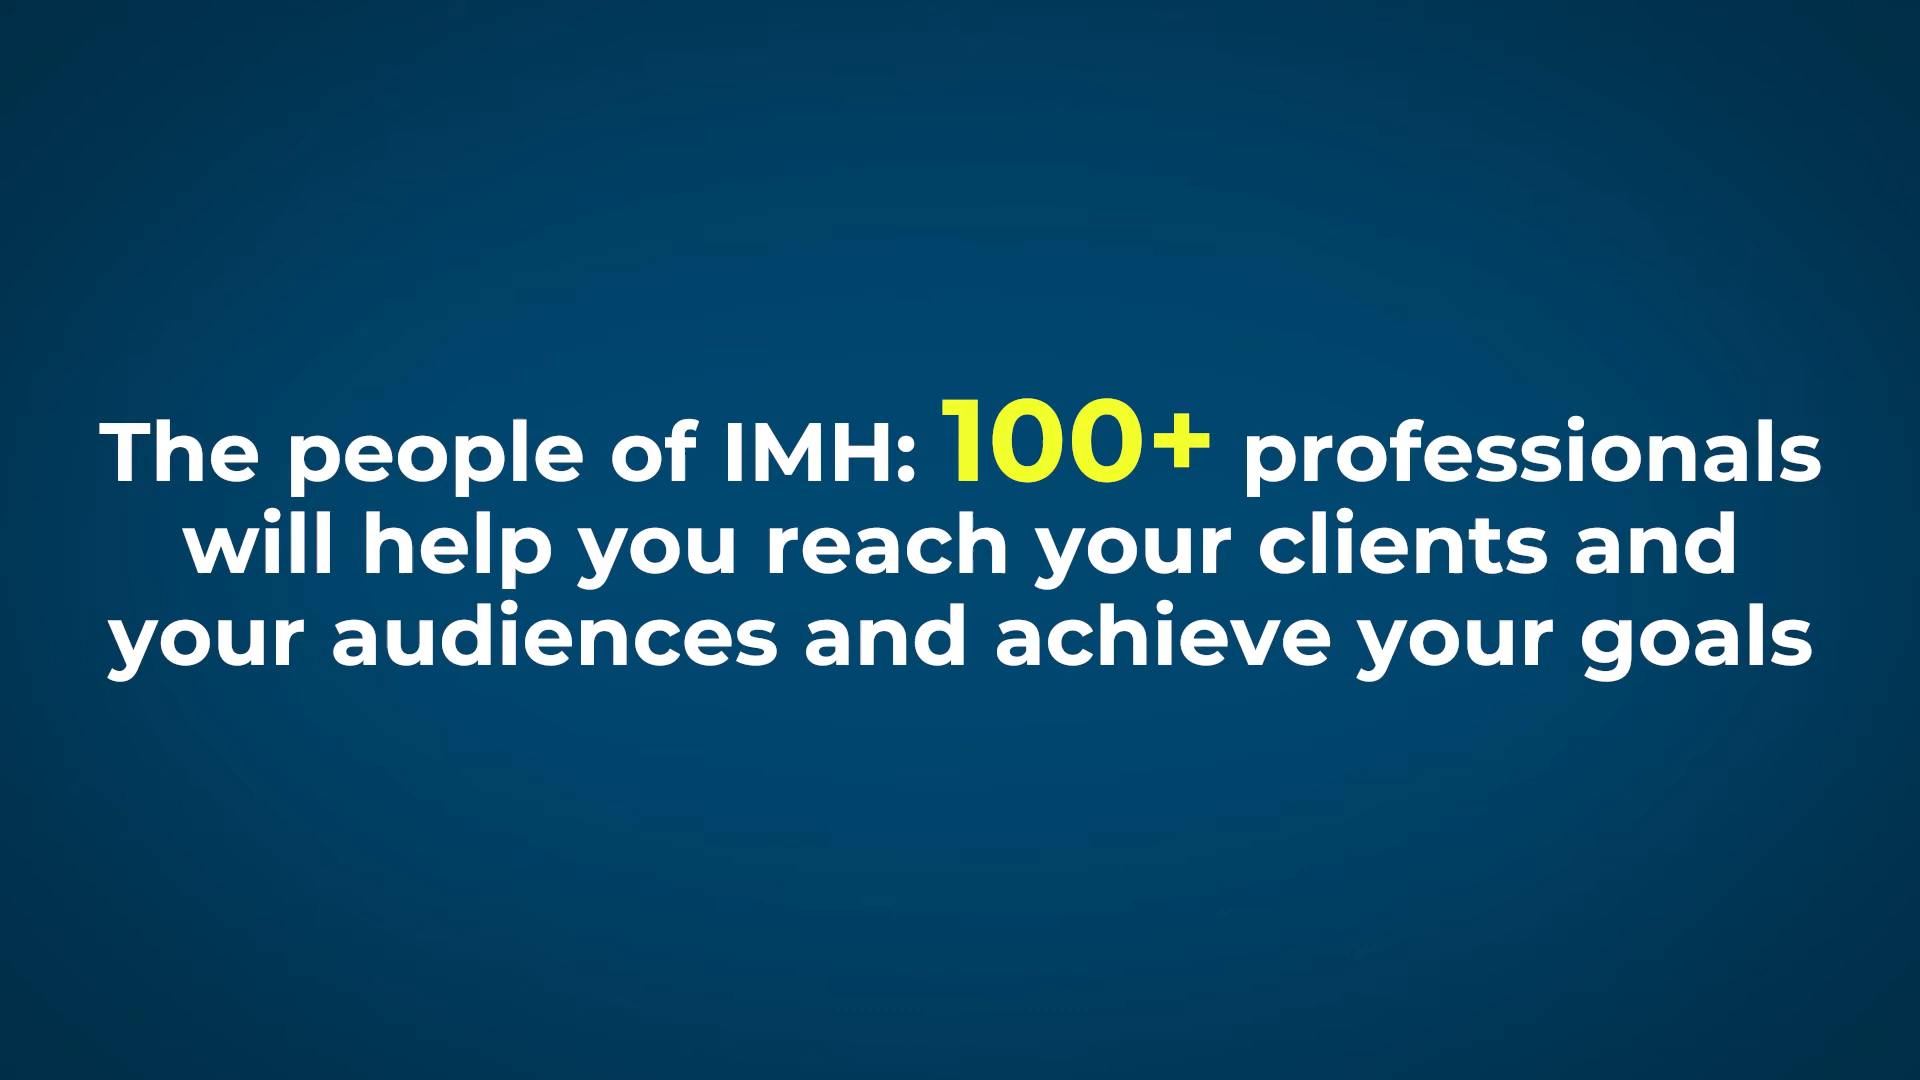 The people of IMH: 100+ professionals
will help you reach your clients and
your audiences and achieve your goals